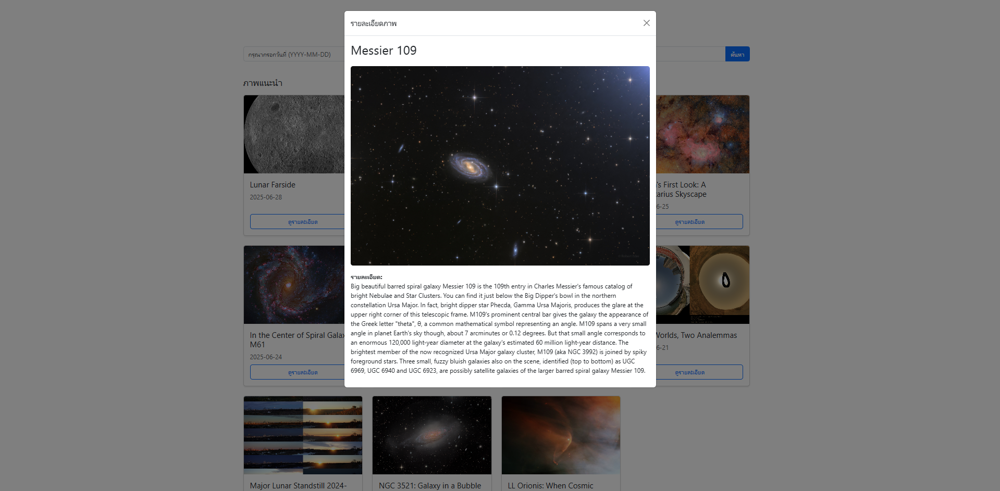 รายละเอียดภาพ
Messier 109
รายละเอียด:
Big beautiful barred spiral galaxy Messier 109 is the 109th entry in Charles Messier's famous catalog of
bright Nebulae and Star Clusters. You can find it just below the Big Dipper's bowl in the northern
constellation Ursa Major. In fact, bright dipper star Phecda, Gamma Ursa Majoris, produces the glare at the
upper right corner of this telescopic frame. M109's prominent central bar gives the galaxy the appearance of
the Greek letter "theta", θ, a common mathematical symbol representing an angle. M109 spans a very small
angle in planet Earth's sky though, about 7 arcminutes or 0.12 degrees. But that small angle corresponds to
an enormous 120,000 light-year diameter at the galaxy's estimated 60 million light-year distance. The
brightest member of the now recognized Ursa Major galaxy cluster, M109 (aka NGC 3992) is joined by spiky
foreground stars. Three small, fuzzy bluish galaxies also on the scene, identified (top to bottom) as UGC
6969, UGC 6940 and UGC 6923, are possibly satellite galaxies of the larger barred spiral galaxy Messier 109.
กรุณากรอกวันที่ (YYYY-MM-DD)
ค้นหา
ภาพแนะนำ
Lunar Farside
2025-06-28
ดูรายละเอียด
's First Look: A
tarius Skyscape
6-25
ดูรายละเอียด
In the Center of Spiral Galax
M61
2025-06-24
ดูรายละเอียด
Worlds, Two Analemmas
6-21
ดูรายละเอียด
Major Lunar Standstill 2024-
NGC 3521: Galaxy in a Bubble
LL Orionis: When Cosmic